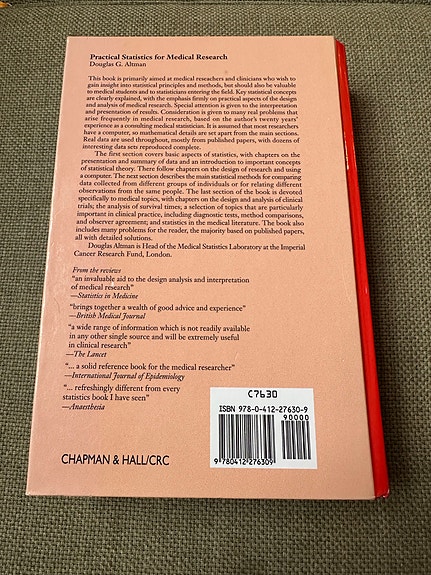 Practical Statistics for Medical Research
Douglas G. Altman
This book is primarily aimed at medical reseachers and clinicians who wish to
gain insight into statistical principles and methods, but should also be valuable
to medical students and to statisticians entering the field. Key statistical concepts
are clearly explained, with the emphasis firmly on practical aspects of the design
and analysis of medical research. Special attention is given to the interpretation
and presentation of results. Consideration is given to many real problems that
arise frequently in medical research, based on the author's twenty years'
experience as a consulting medical statistician. It is assumed that most researchers
have a computer, so mathematical details are set apart from the main sections.
Real data are used throughout, mostly from published papers, with dozens of
interesting data sets reproduced complete.
The first section covers basic aspects of statistics, with chapters on the
presentation and summary of data and an introduction to important concepts
of statistical theory. There follow chapters on the design of research and using
a computer. The next section describes the main statistical methods for comparing
data collected from different groups of individuals or for relating different
observations from the same people. The last section of the book is devoted
specifically to medical topics, with chapters on the design and analysis of clinical
trials; the analysis of survival times; a selection of topics that are particularly
important in clinical practice, including diagnostic tests, method comparisons,
and observer agreement; and statistics in the medical literature. The book also
includes many problems for the reader, the majority based on published papers,
all with detailed solutions.
Douglas Altman is Head of the Medical Statistics Laboratory at the Imperial
Cancer Research Fund, London.
From the reviews
"an invaluable aid to the design analysis and interpretation
of medical research"
—Statistics in Medicine
"brings together a wealth of good advice and experience"
—British Medical Journal
"a wide range of information which is not readily available
in any other single source and will be extremely useful
in clinical research"
—The Lancet
"... a solid reference book for the medical researcher"
—International Journal of Epidemiology
"... refreshingly different from every
statistics book I have seen"
—Anaesthesia
C7630
ISBN 978-0-412-27630-9
90000
9 780412 276309
CHAPMAN & HALL/CRC